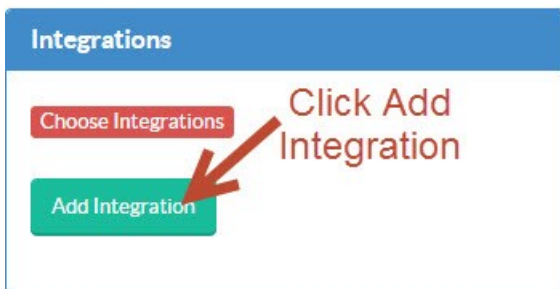 Integrations
Choose Integrations
Click Add
Integration
Add Integration